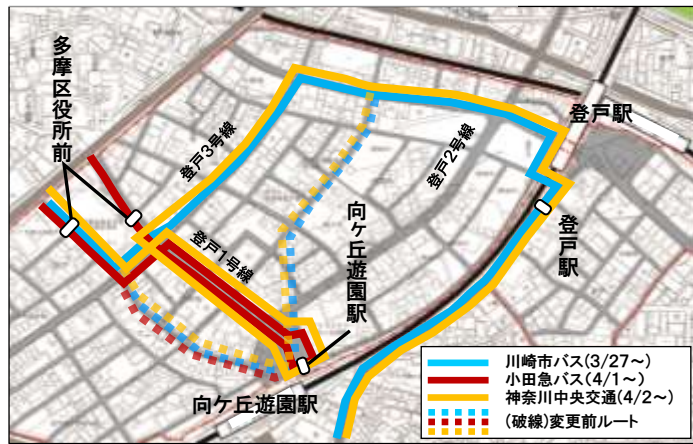 多摩区役所前
登戸3号線
登戸2号線
登戸駅
登戸1号線
向ヶ丘遊園駅
登戸駅
向ケ丘遊園駅
川崎市バス(3/27～)
小田急バス(4/1～)
神奈川中央交通(4/2～)
(破線)変更前ルート